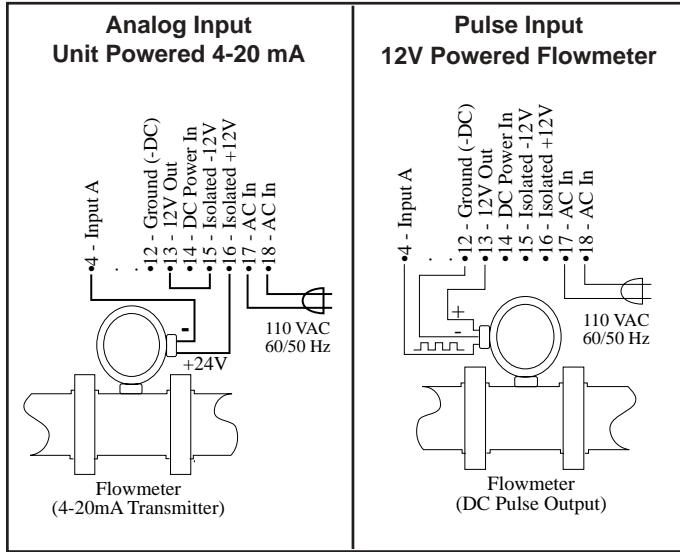 Analog Input
Unit Powered 4-20 mA
4 - Input A
12 - Ground (-DC)
13 - 12V Out
14 - DC Power In
15 - Isolated -12V
16 - Isolated +12V
17 - AC In
18 - AC In
-
+24V
110 VAC
60/50 Hz
Flowmeter
(4-20mA Transmitter)
Pulse Input
12V Powered Flowmeter
4 - Input A
12 - Ground (-DC)
13 - 12V Out
14 - DC Power In
15 - Isolated -12V
16 - Isolated +12V
17 - AC In
18 - AC In
+
-
110 VAC
60/50 Hz
Flowmeter
(DC Pulse Output)